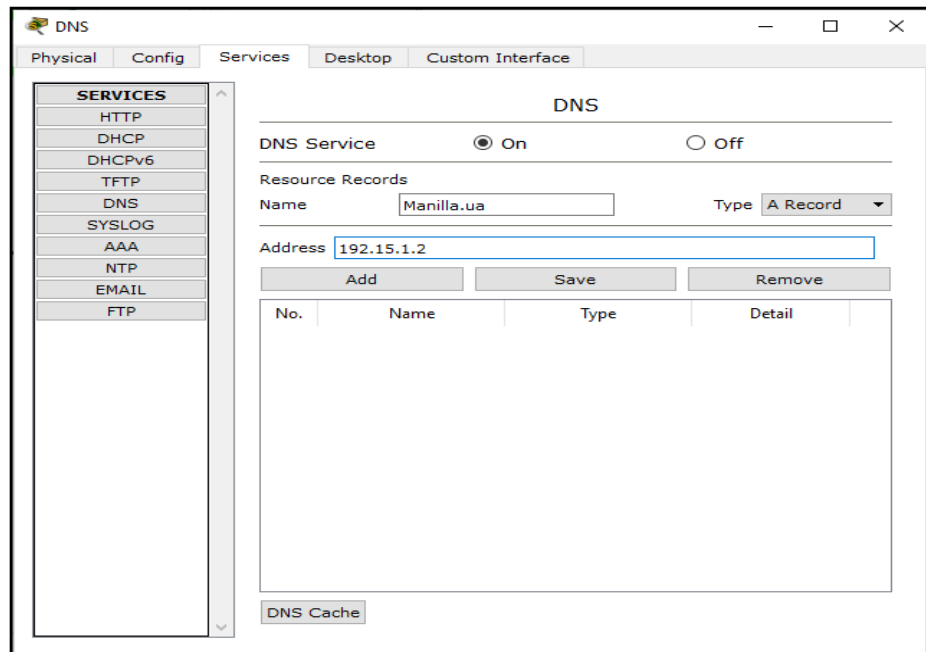 DNS
Physical Config Services Desktop Custom Interface
SERVICES
HTTP
DHCP
DHCPv6
TFTP
DNS
SYSLOG
AAA
NTP
EMAIL
FTP
DNS
DNS Service On Off
Resource Records
Name Manilla.ua Type A Record
Address 192.15.1.2
Add Save Remove
No. Name Type Detail
DNS Cache